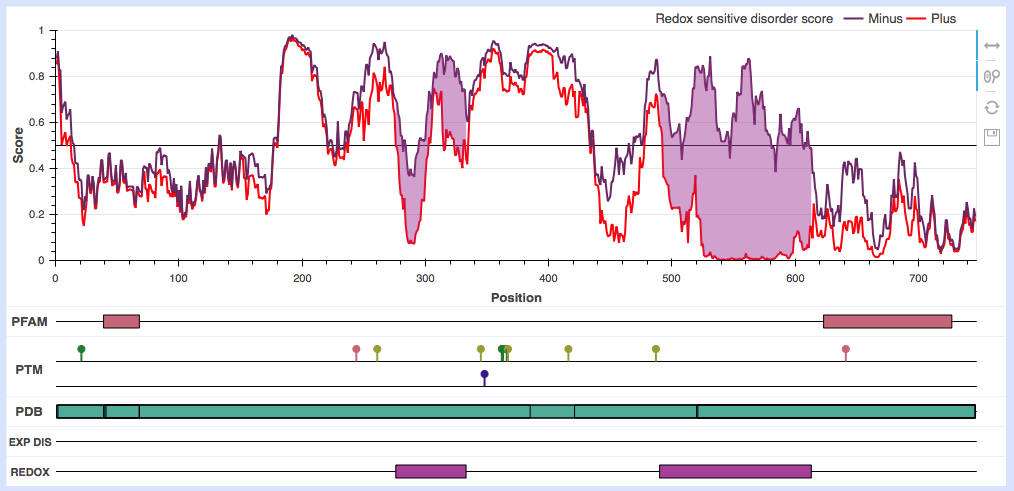 Redox sensitive disorder score Minus Plus
1
0.8
0.6
0.4
0.2
0
Score
0 100 200 300 400 500 600 700
Position
PFAM
PTM
PDB
EXP DIS
REDOX